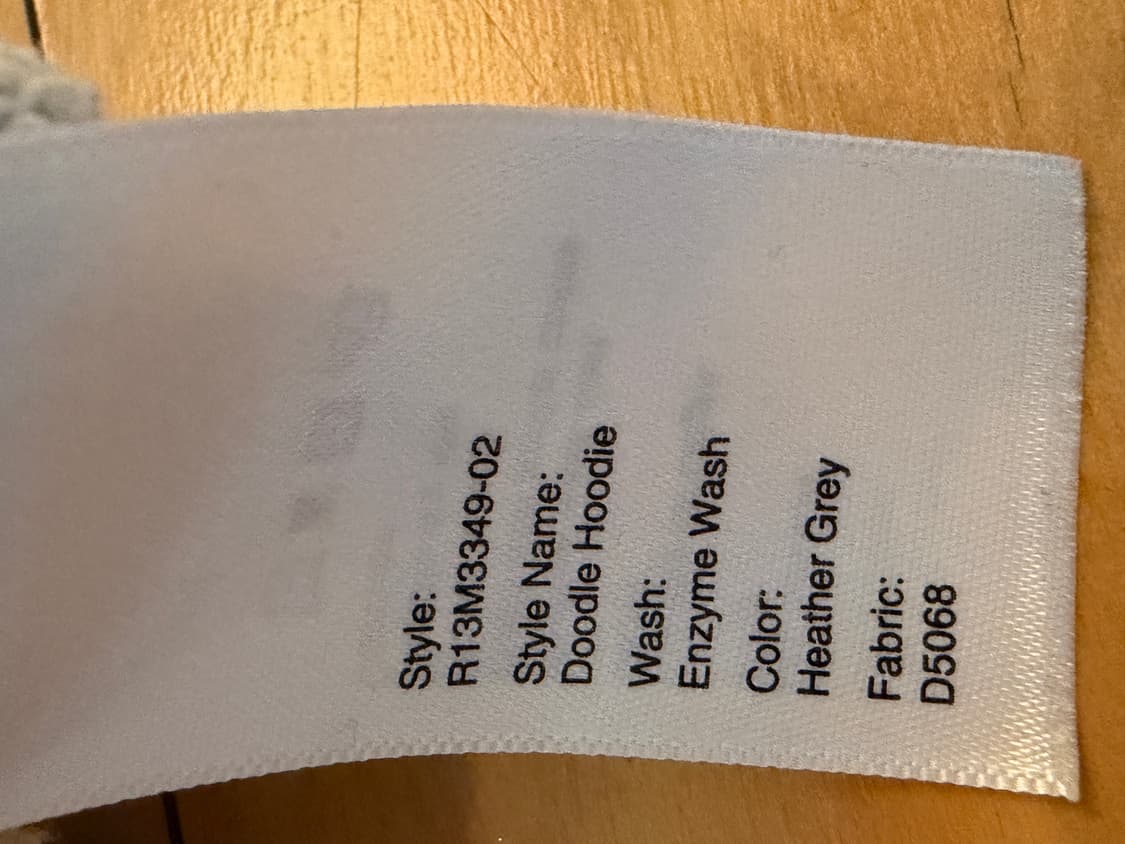 Style:
R13M3349-02
Style Name:
Doodle Hoodie
Wash:
Enzyme Wash
Color:
Heather Grey
Fabric:
D5068